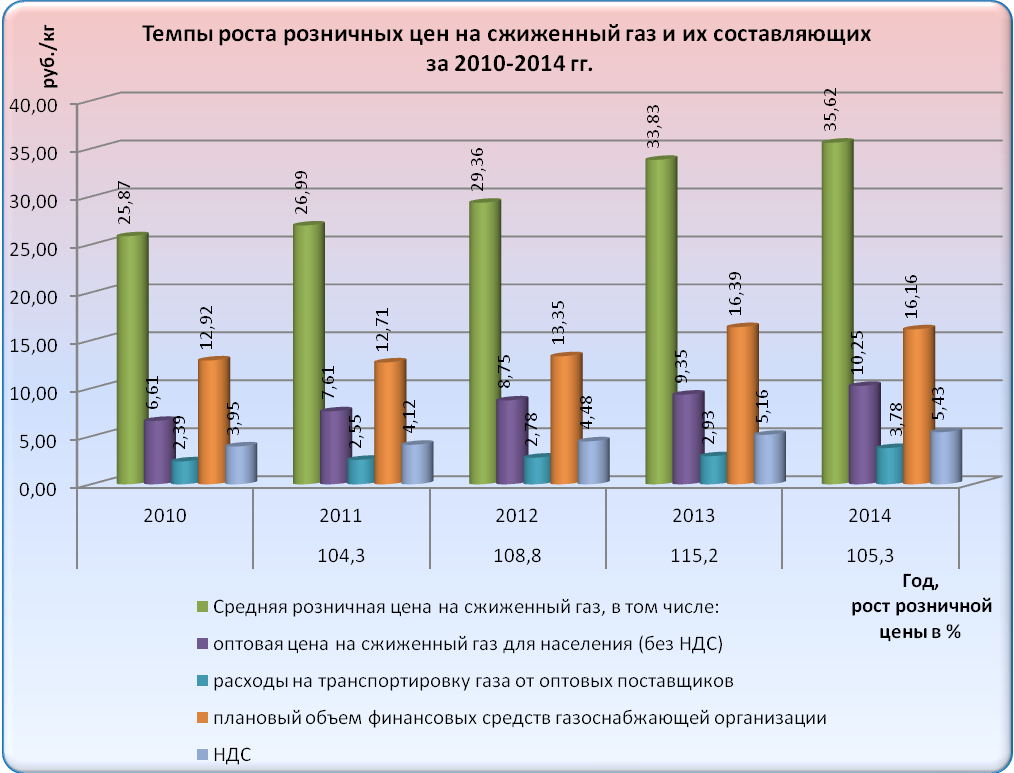 Темпы роста розничных цен на сжиженный газ и их составляющих
за 2010-2014 гг.
руб./кг
40,00
35,00
30,00
25,00
20,00
15,00
10,00
5,00
0,00
25,87
6,61
2,39
12,92
3,95
26,99
7,61
2,55
12,71
4,12
29,36
8,75
2,78
13,35
4,48
33,83
9,35
2,93
16,39
5,16
35,62
10,25
3,78
16,16
5,43
2010 2011 2012 2013 2014
104,3 108,8 115,2 105,3
Год,
рост розничной
цены в %
Средняя розничная цена на сжиженный газ, в том числе:
оптовая цена на сжиженный газ для населения (без НДС)
расходы на транспортировку газа от оптовых поставщиков
плановый объем финансовых средств газоснабжающей организации
НДС